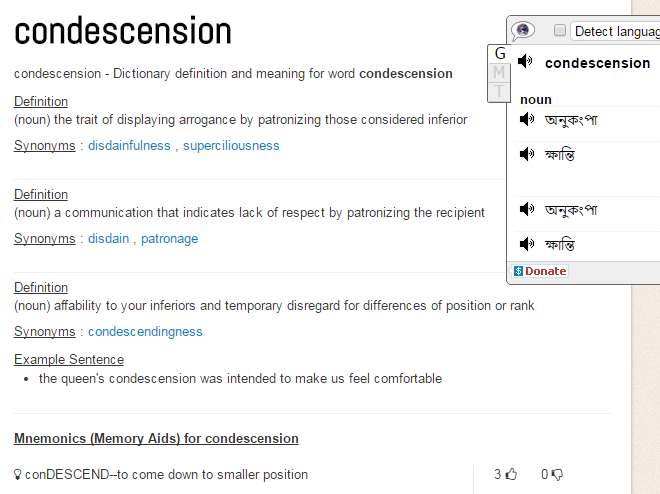 condescension
condescension - Dictionary definition and meaning for word condescension
Definition
(noun) the trait of displaying arrogance by patronizing those considered inferior
Synonyms : disdainfulness , superciliousness
Definition
(noun) a communication that indicates lack of respect by patronizing the recipient
Synonyms : disdain , patronage
Definition
(noun) affability to your inferiors and temporary disregard for differences of position or rank
Synonyms : condescendingness
Example Sentence
the queen's condescension was intended to make us feel comfortable
Mnemonics (Memory Aids) for condescension
conDESCEND--to come down to smaller position
3 0
Detect languag
G
M
T
condescension
noun
অনুকংপা
ক্ষান্তি
অনুকংপা
ক্ষান্তি
$ Donate